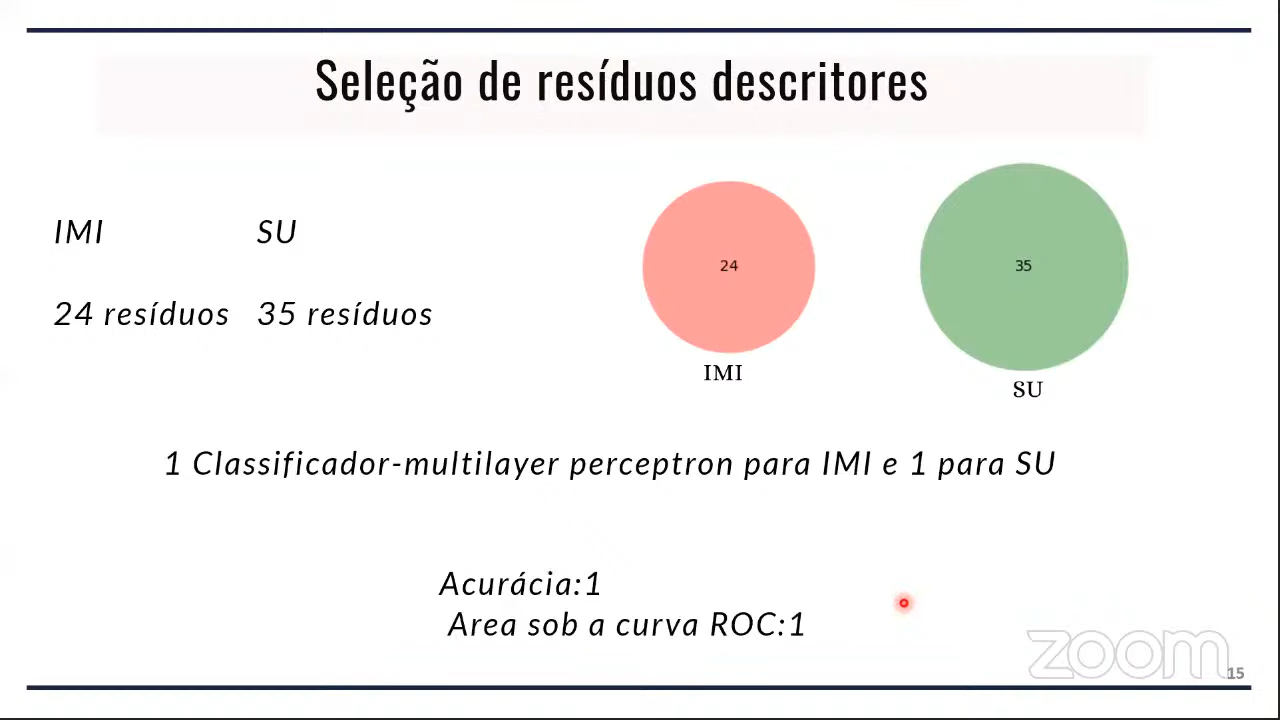 Seleção de resíduos descritores
IMI SU
24 resíduos 35 resíduos
24 35
IMI SU
1 Classificador-multilayer perceptron para IMI e 1 para SU
Acurácia:1
Area sob a curva ROC:1
zoom
15